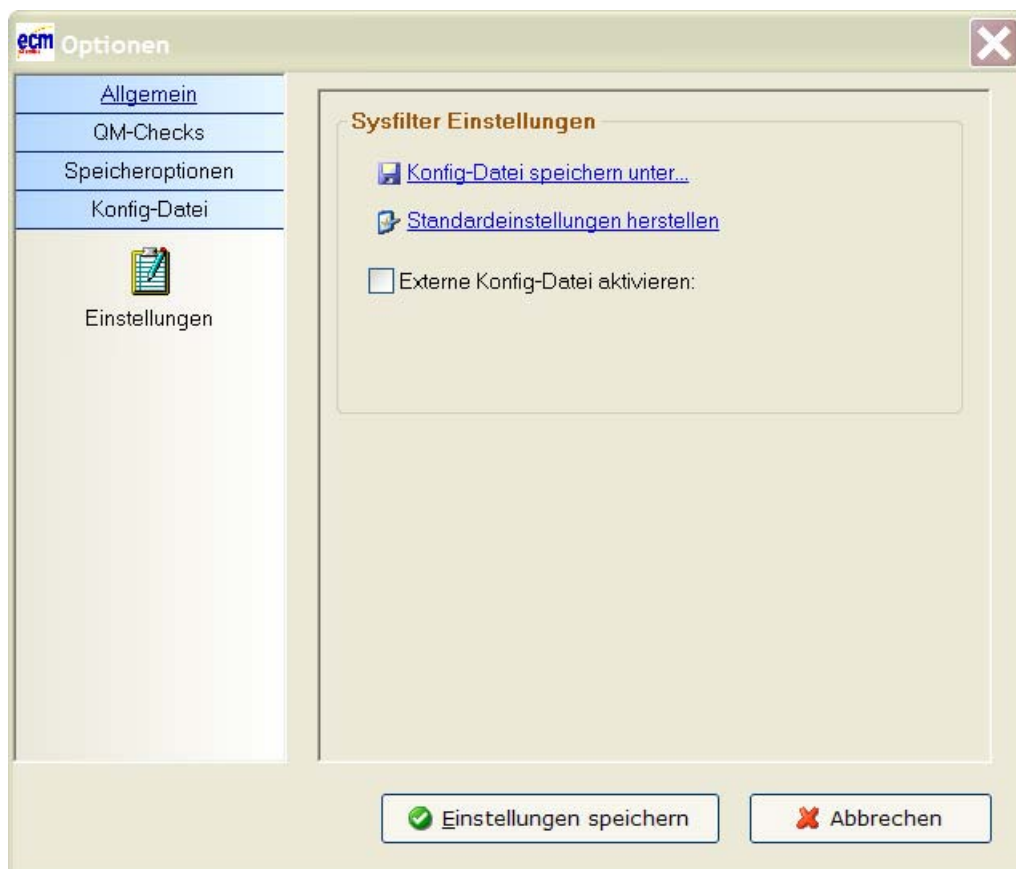 ecm Optionen
Allgemein
QM-Checks
Speicheroptionen
Konfig-Datei
Einstellungen
Sysfilter Einstellungen
Konfig-Datei speichern unter...
Standardeinstellungen herstellen
Externe Konfig-Datei aktivieren:
Einstellungen speichern
Abbrechen